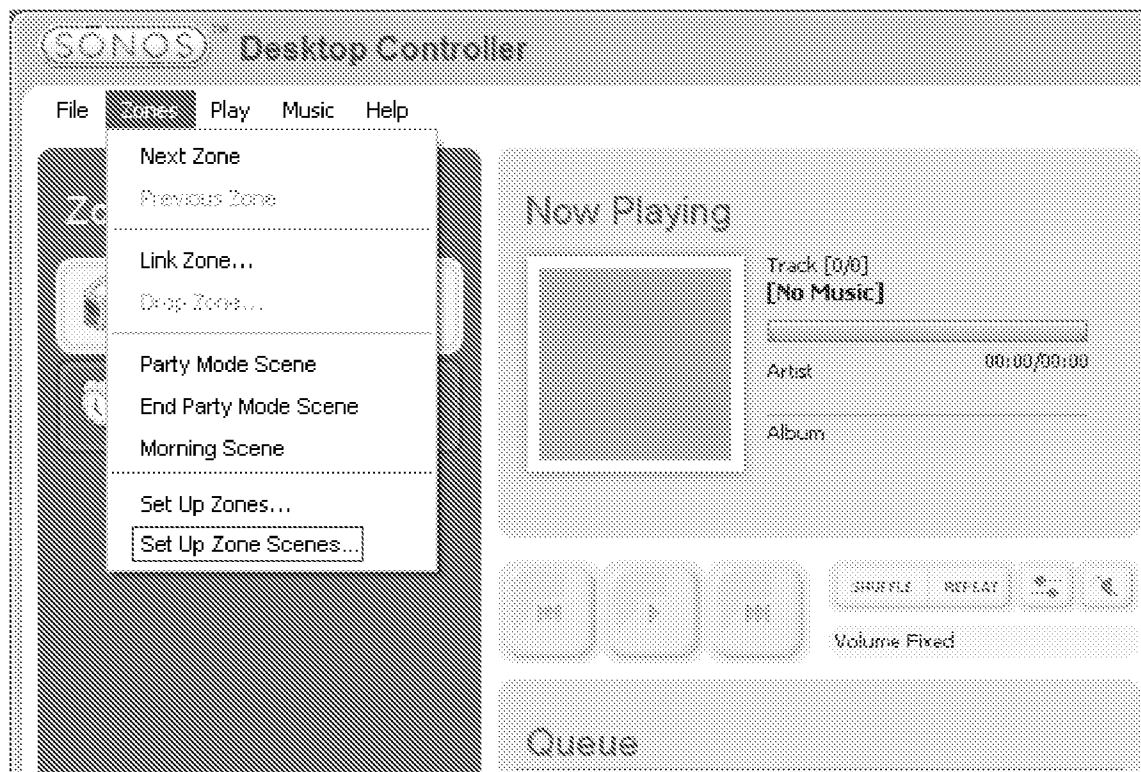 SONOS™ Desktop Controller
File Zones Play Music Help
Next Zone
Previous Zone
Link Zone...
Drop Zone...
Party Mode Scene
End Party Mode Scene
Morning Scene
Set Up Zones...
Set Up Zone Scenes...
Zo
Now Playing
Track [0/0]
[No Music]
00:00/00:00
Artist
Album
SHUFFLE REPEAT
Volume Fixed
Queue